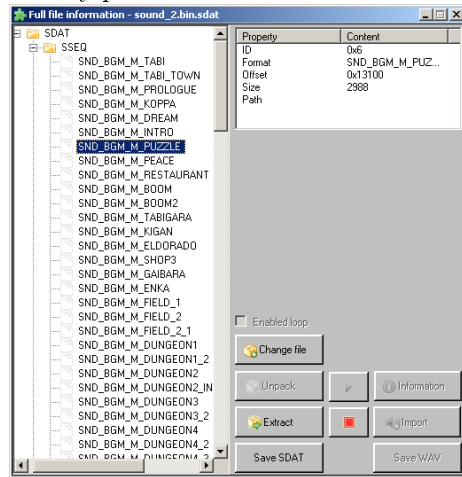 Full file information - sound_2.bin.sdat
SDAT
SSEQ
SND_BGM_M_TABI
SND_BGM_M_TABI_TOWN
SND_BGM_M_PROLOGUE
SND_BGM_M_KOPPA
SND_BGM_M_DREAM
SND_BGM_M_INTRO
SND_BGM_M_PUZZLE
SND_BGM_M_PEACE
SND_BGM_M_RESTAURANT
SND_BGM_M_BOOM
SND_BGM_M_BOOM2
SND_BGM_M_TABIGARA
SND_BGM_M_KIGAN
SND_BGM_M_ELDORADO
SND_BGM_M_SHOP3
SND_BGM_M_GAIBARA
SND_BGM_M_ENKA
SND_BGM_M_FIELD_1
SND_BGM_M_FIELD_2
SND_BGM_M_FIELD_2_1
SND_BGM_M_DUNGEON1
SND_BGM_M_DUNGEON1_2
SND_BGM_M_DUNGEON2
SND_BGM_M_DUNGEON2_IN
SND_BGM_M_DUNGEON3
SND_BGM_M_DUNGEON3_2
SND_BGM_M_DUNGEON4
SND_BGM_M_DUNGEON4_2
Property Content
ID 0x6
Format SND_BGM_M_PUZ...
Offset 0x13100
Size 2988
Path
Enabled loop
Change file
Unpack
Information
Extract
Import
Save SDAT
Save WAV